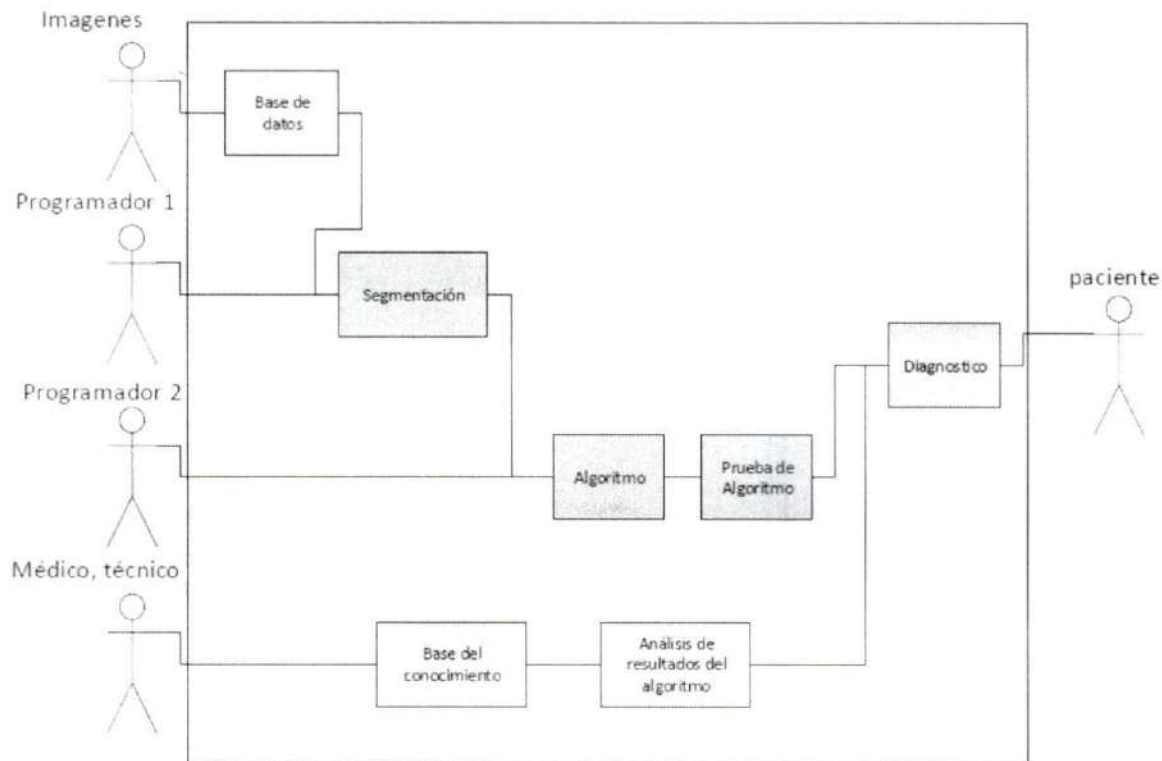 Imagenes
Base de
datos
Programador 1
Segmentación
paciente
Programador 2
Diagnostico
Algoritmo
Prueba de
Algoritmo
Médico, técnico
Base del
conocimiento
Análisis de
resultados del
algoritmo